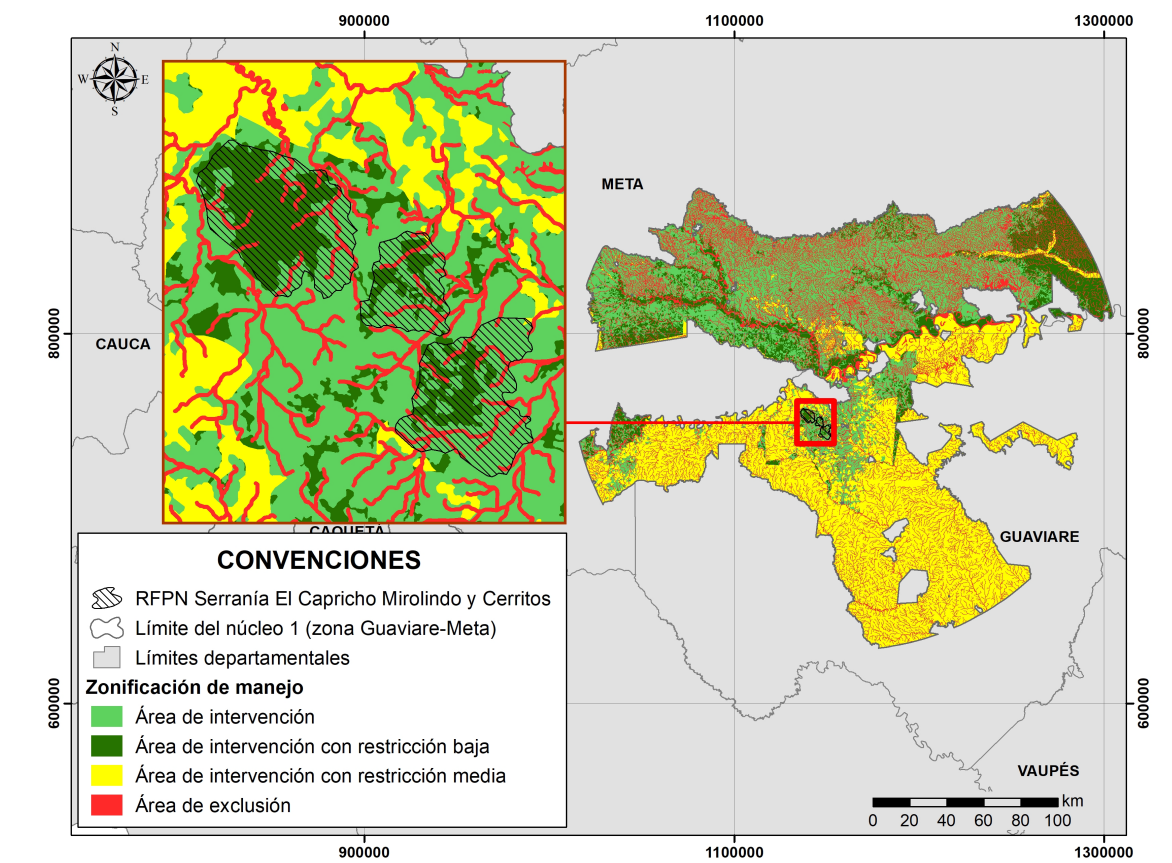 900000
1100000
1300000
N
W
E
S
META
800000
CAUCA
800000
CAQUETÁ
GUAVIARE
CONVENCIONES
RFPN Serranía El Capricho Mirolindo y Cerritos
Límite del núcleo 1 (zona Guaviare-Meta)
Límites departamentales
Zonificación de manejo
Área de intervención
Área de intervención con restricción baja
Área de intervención con restricción media
Área de exclusión
600000
600000
VAUPÉS
km
0 20 40 60 80 100
900000
1100000
1300000